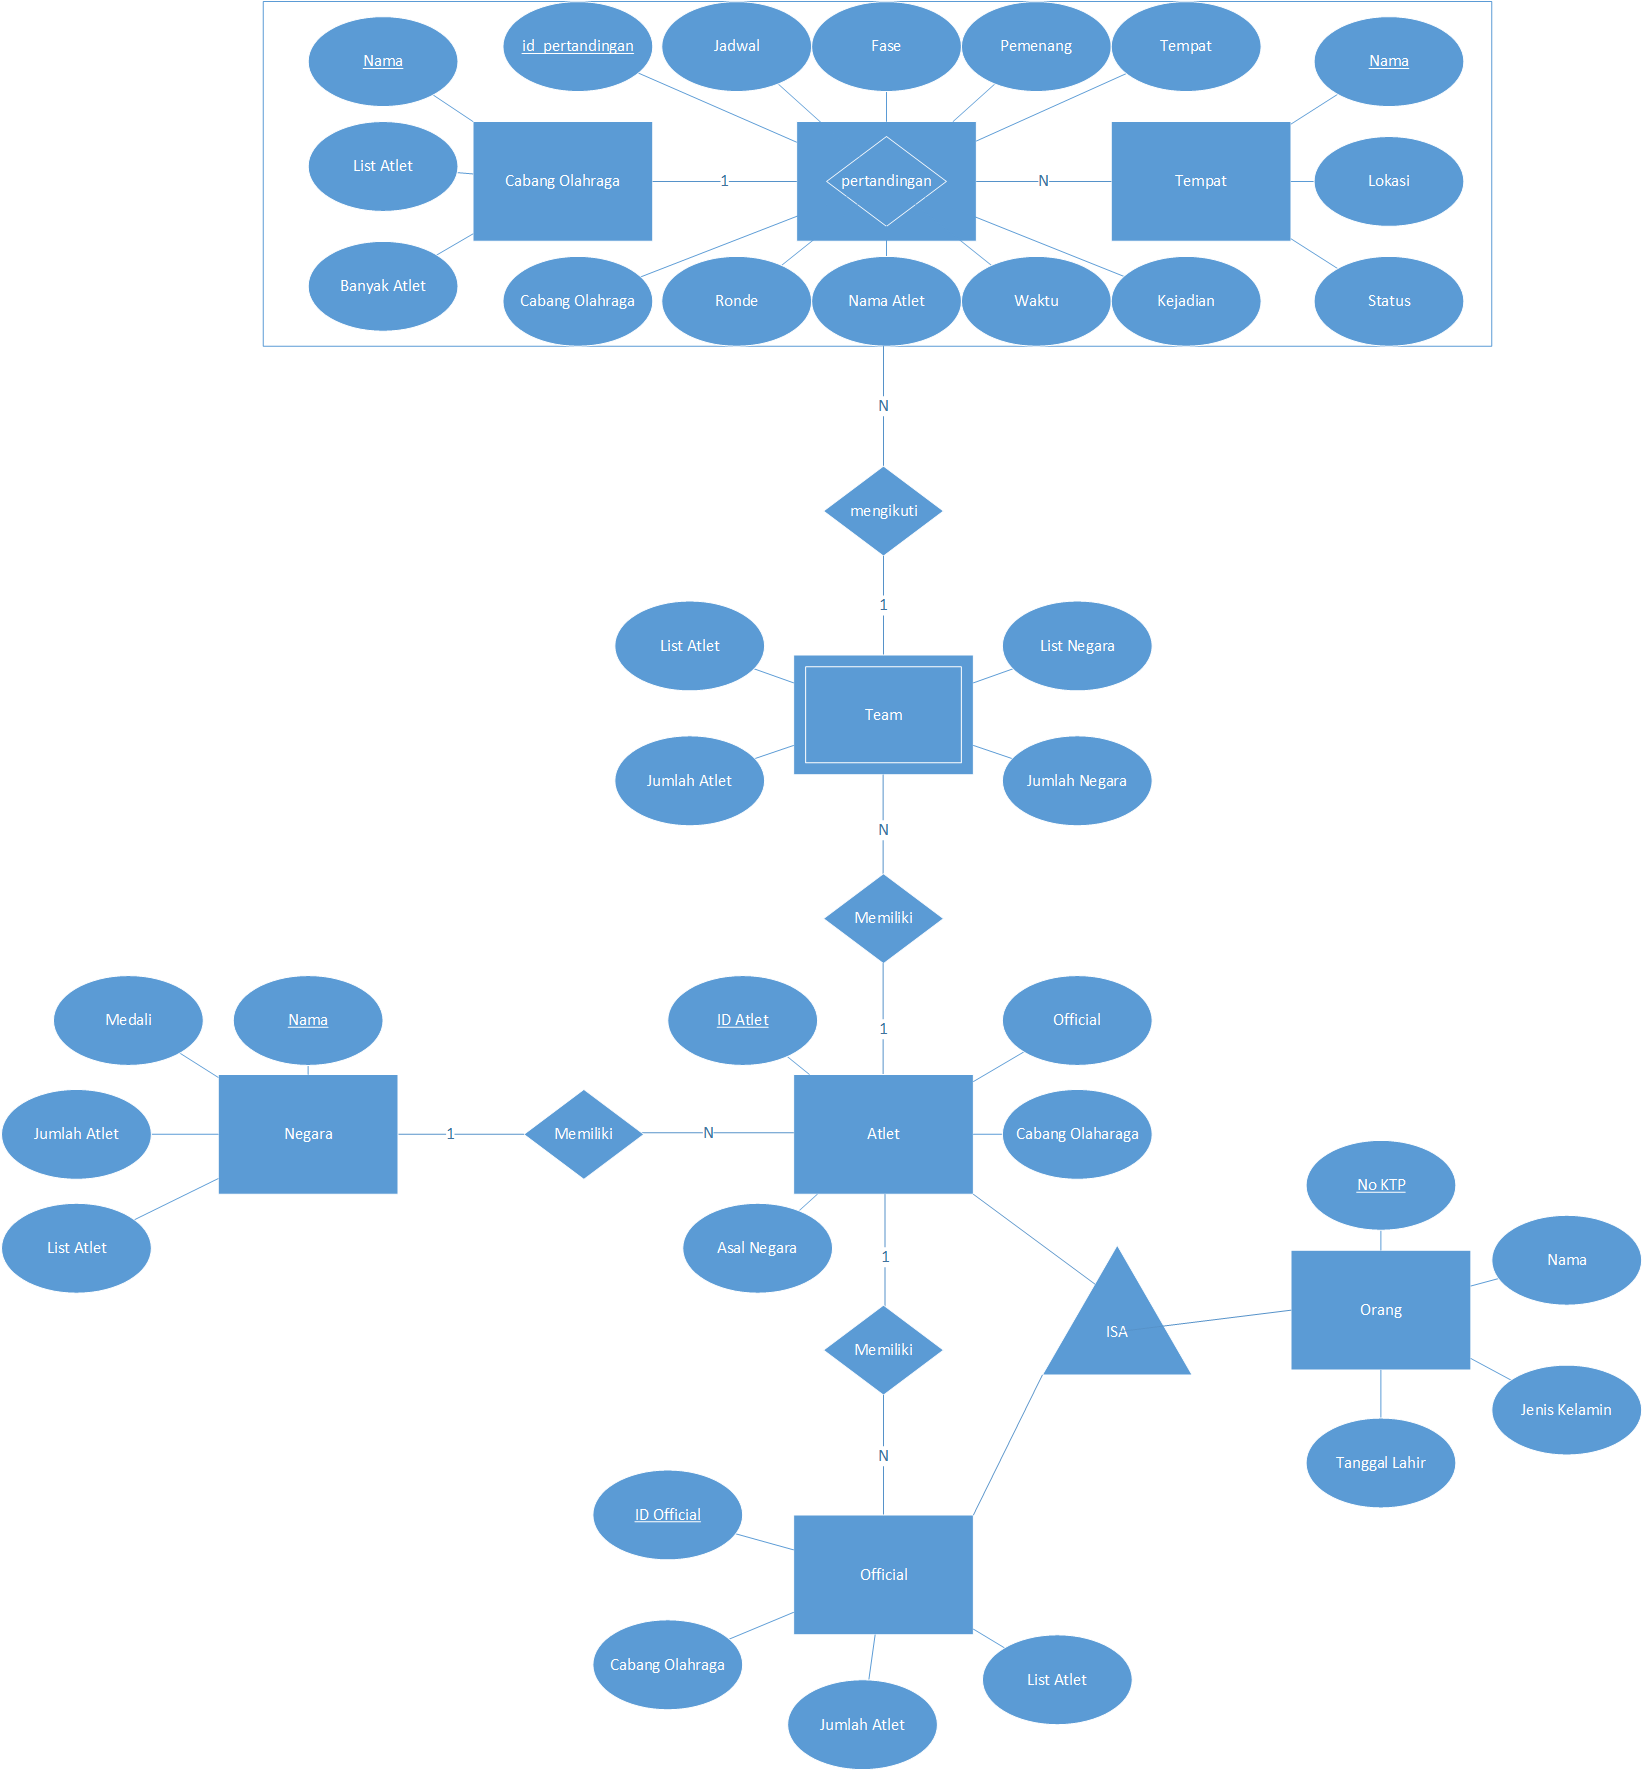 id_pertandingan
Jadwal
Fase
Pemenang
Tempat
Nama
Nama
List Atlet
Cabang Olahraga
1
pertandingan
N
Tempat
Lokasi
Banyak Atlet
Cabang Olahraga
Ronde
Nama Atlet
Waktu
Kejadian
Status
N
mengikuti
1
List Atlet
List Negara
Team
Jumlah Atlet
Jumlah Negara
N
Memiliki
Medali
Nama
ID Atlet
1
Official
Jumlah Atlet
Negara
1
Memiliki
N
Atlet
Cabang Olaharaga
No KTP
List Atlet
Asal Negara
1
Nama
Orang
ISA
Memiliki
Jenis Kelamin
N
Tanggal Lahir
ID Official
Official
Cabang Olahraga
List Atlet
Jumlah Atlet